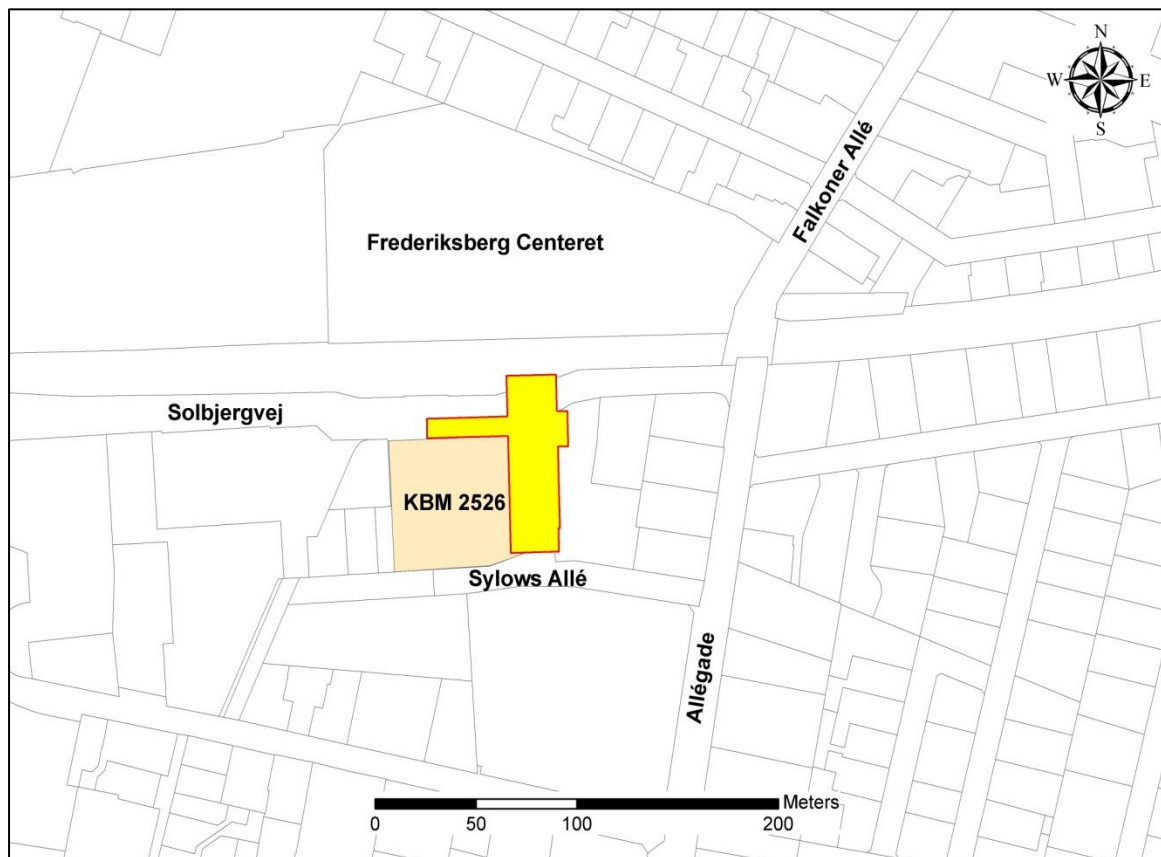 N
W E
S
Falkoner Allé
Frederiksberg Centeret
Solbjergvej
KBM 2526
Sylows Allé
Allégade
Meters
0 50 100 200